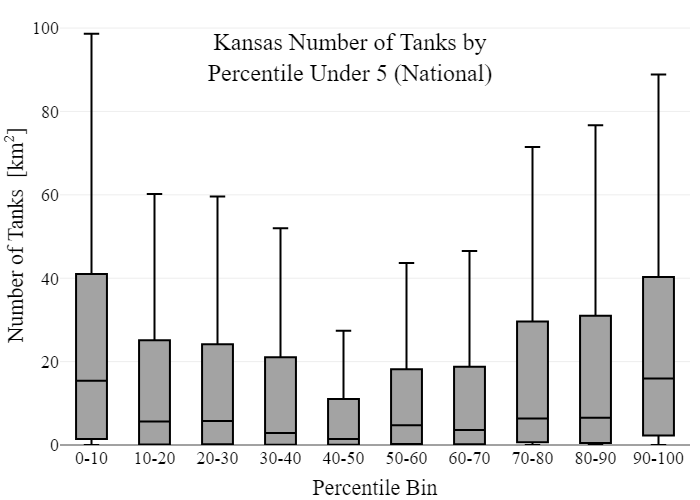 Kansas Number of Tanks by
Percentile Under 5 (National)
Number of Tanks [km²]
100
80
60
40
20
0
0-10 10-20 20-30 30-40 40-50 50-60 60-70 70-80 80-90 90-100
Percentile Bin